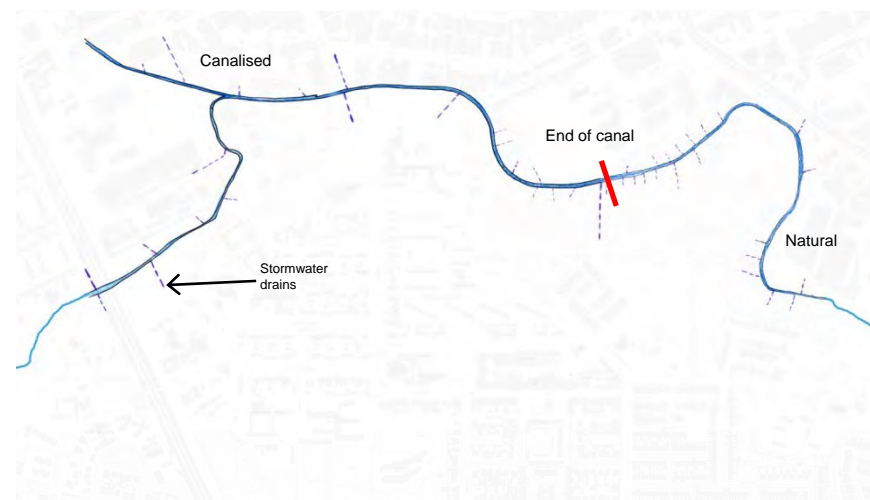 Canalised
End of canal
Natural
Stormwater
drains